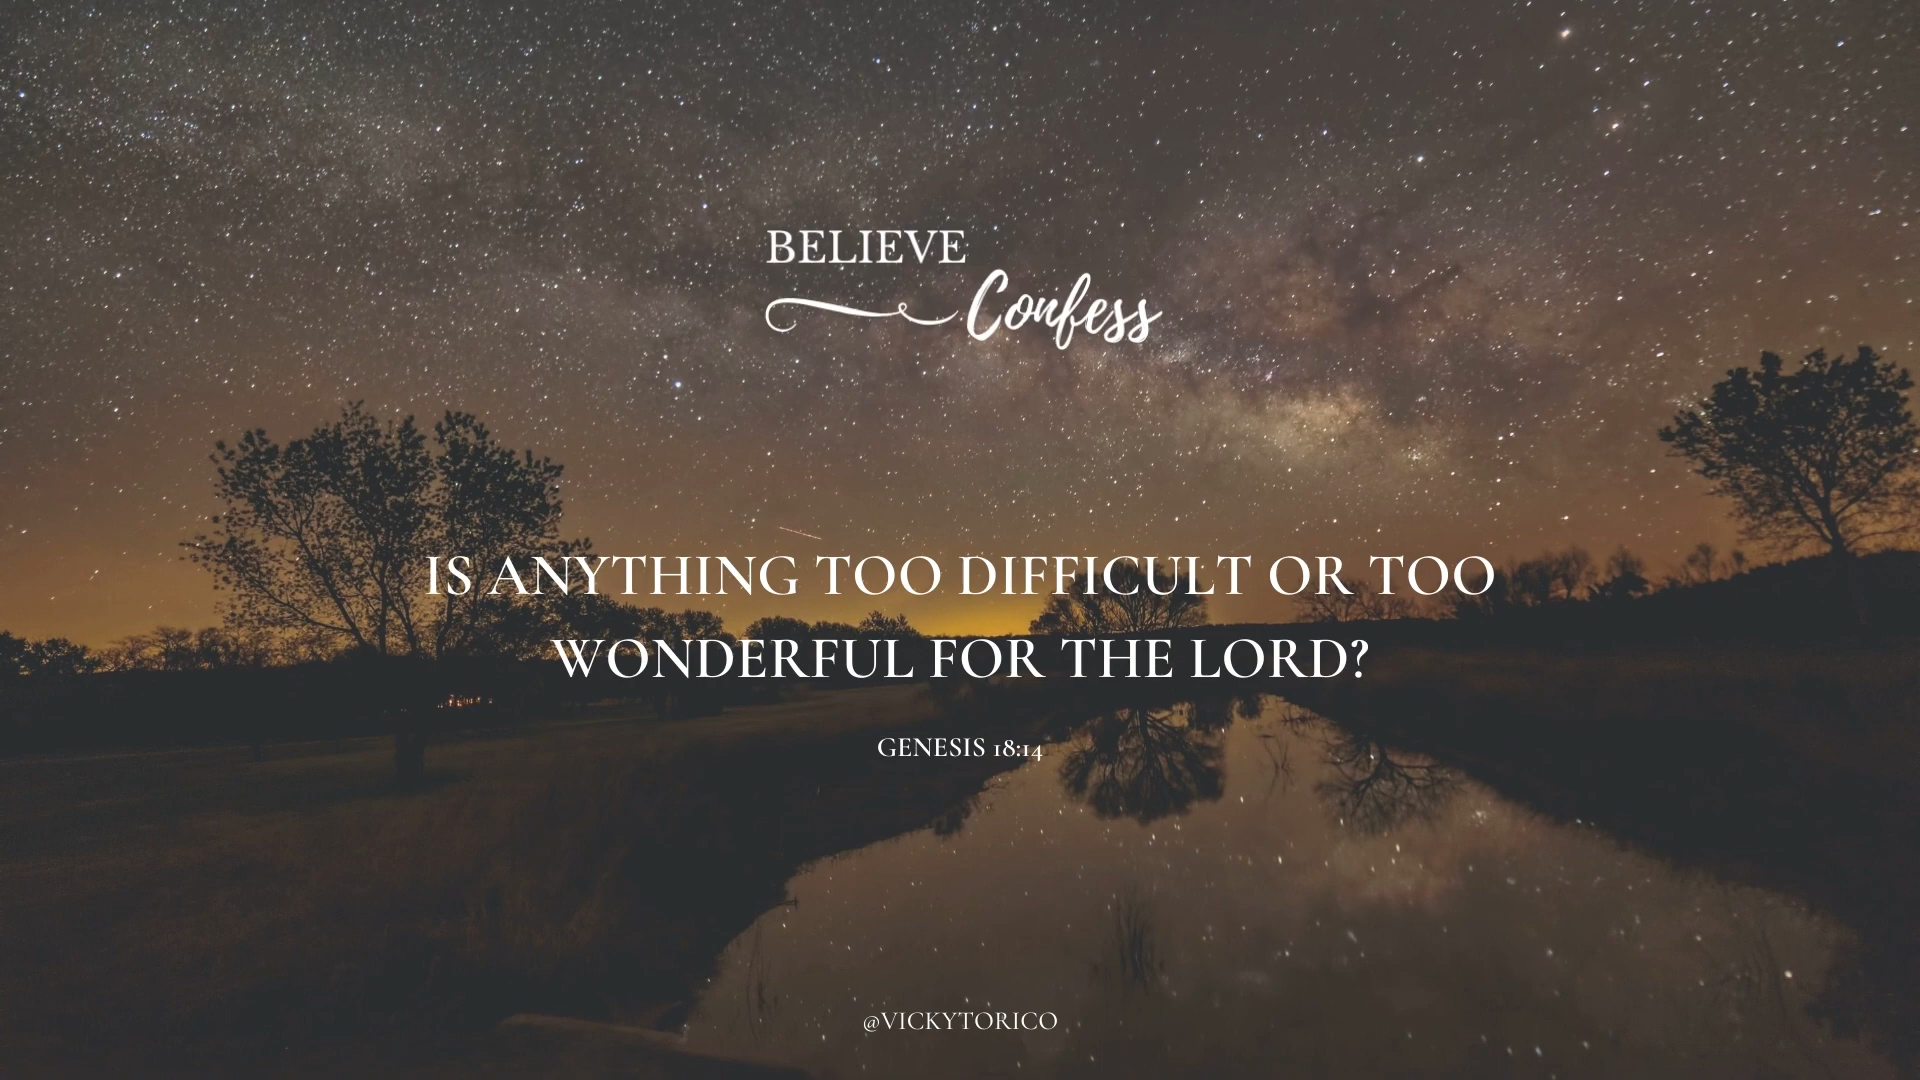 BELIEVE
Confess
IS ANYTHING TOO DIFFICULT OR TOO
WONDERFUL FOR THE LORD?
GENESIS 18:14
@VICKYTORICO